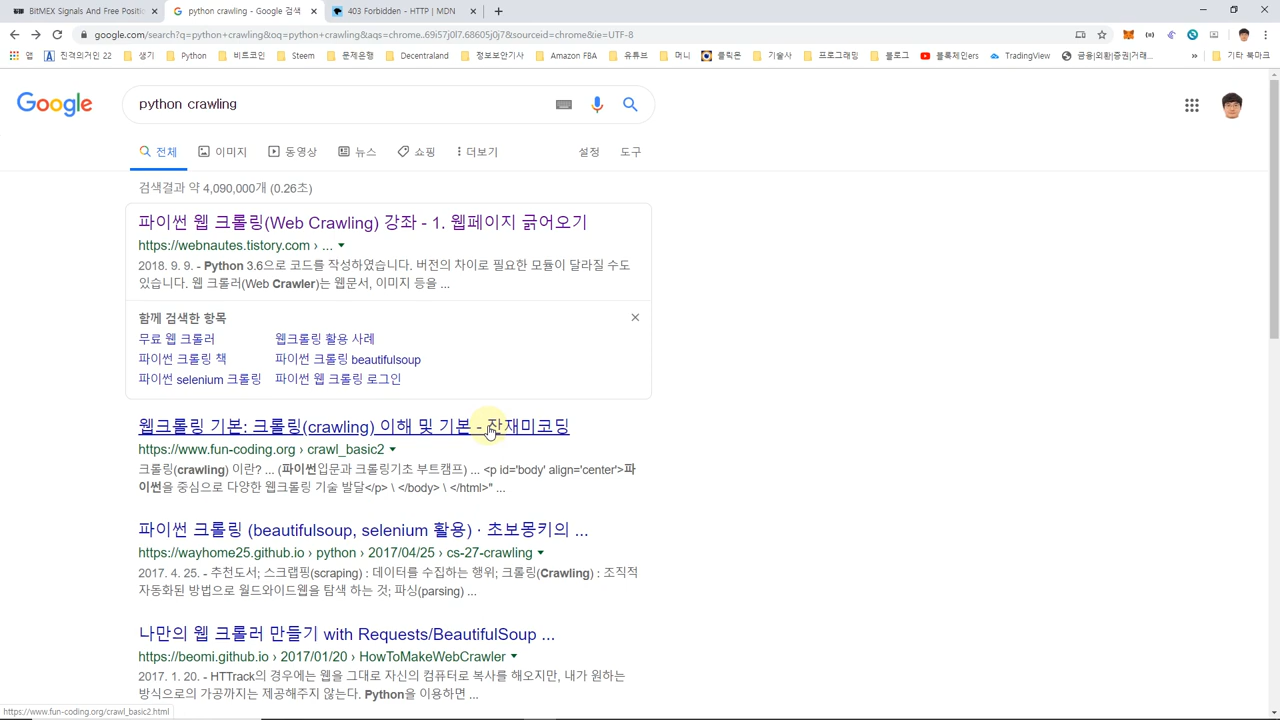 BitMEX Signals And Free Positio
python crawling - Google 검색
403 Forbidden - HTTP | MDN
google.com/search?q=python+crawling&oq=python+crawling&aqs=chrome..69i57j0l7.68605j0j7&sourceid=chrome&ie=UTF-8
앱 진격의거인 22 생기 Python 비트코인 Steem 문제은행 Decentraland 정보보안기사 Amazon FBA 유튜브 머니 클릭몬 기술사 프로그래밍 블로그 블록체인ers TradingView 금융|외환|증권|거래... » 기타 북마크
Google
python crawling
전체 이미지 동영상 뉴스 쇼핑 더보기 설정 도구
검색결과 약 4,090,000개 (0.26초)
파이썬 웹 크롤링(Web Crawling) 강좌 - 1. 웹페이지 긁어오기
https://webnautes.tistory.com › ...
2018. 9. 9. - Python 3.6으로 코드를 작성하였습니다. 버전의 차이로 필요한 모듈이 달라질 수도
있습니다. 웹 크롤러(Web Crawler)는 웹문서, 이미지 등을 ...
함께 검색한 항목
무료 웹 크롤러 웹크롤링 활용 사례
파이썬 크롤링 책 파이썬 크롤링 beautifulsoup
파이썬 selenium 크롤링 파이썬 웹 크롤링 로그인
웹크롤링 기본: 크롤링(crawling) 이해 및 기본 - 잔재미코딩
https://www.fun-coding.org › crawl_basic2
크롤링(crawling) 이란? ... (파이썬입문과 크롤링기초 부트캠프) ... <p id='body' align='center'>파
이썬을 중심으로 다양한 웹크롤링 기술 발달</p> \ </body> \ </html>" ...
파이썬 크롤링 (beautifulsoup, selenium 활용) · 초보몽키의 ...
https://wayhome25.github.io › python › 2017/04/25 › cs-27-crawling
2017. 4. 25. - 추천도서; 스크랩핑(scraping) : 데이터를 수집하는 행위; 크롤링(Crawling) : 조직적
자동화된 방법으로 월드와이드웹을 탐색 하는 것; 파싱(parsing) ...
나만의 웹 크롤러 만들기 with Requests/BeautifulSoup ...
https://beomi.github.io › 2017/01/20 › HowToMakeWebCrawler
2017. 1. 20. - HTTrack의 경우에는 웹을 그대로 자신의 컴퓨터로 복사를 해오지만, 내가 원하는
방식으로의 가공까지는 제공해주지 않는다. Python을 이용하면 ...
https://www.fun-coding.org/crawl_basic2.html